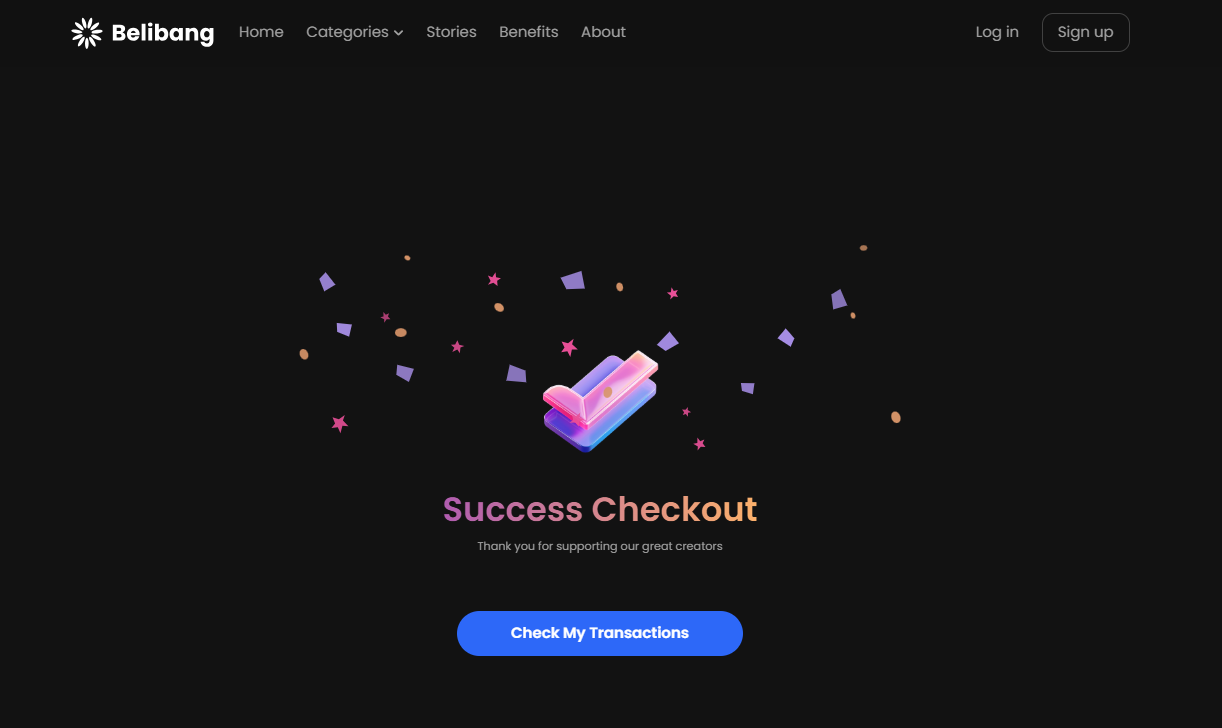 Belibang Home Categories Stories Benefits About Log in Sign up
Success Checkout
Thank you for supporting our great creators
Check My Transactions